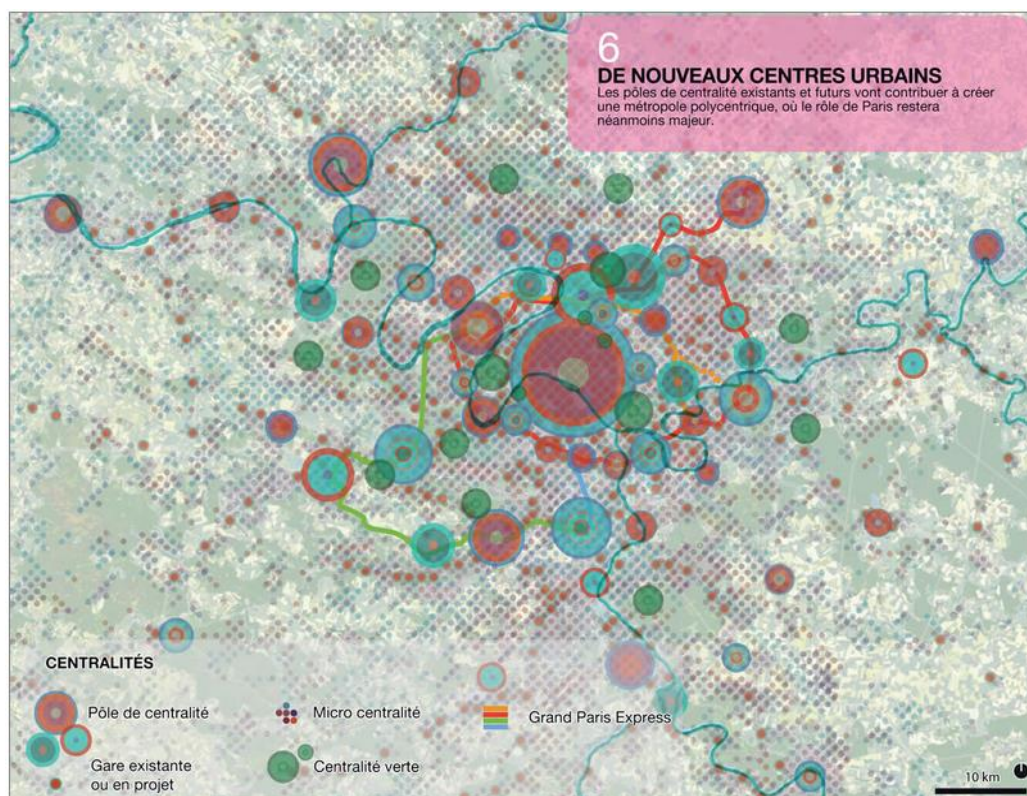 6
DE NOUVEAUX CENTRES URBAINS
Les pôles de centralité existants et futurs vont contribuer à créer
une métropole polycentrique, où le rôle de Paris restera
néanmoins majeur.
CENTRALITÉS
Pôle de centralité
Micro centralité
Grand Paris Express
Gare existante
ou en projet
Centralité verte
10 km